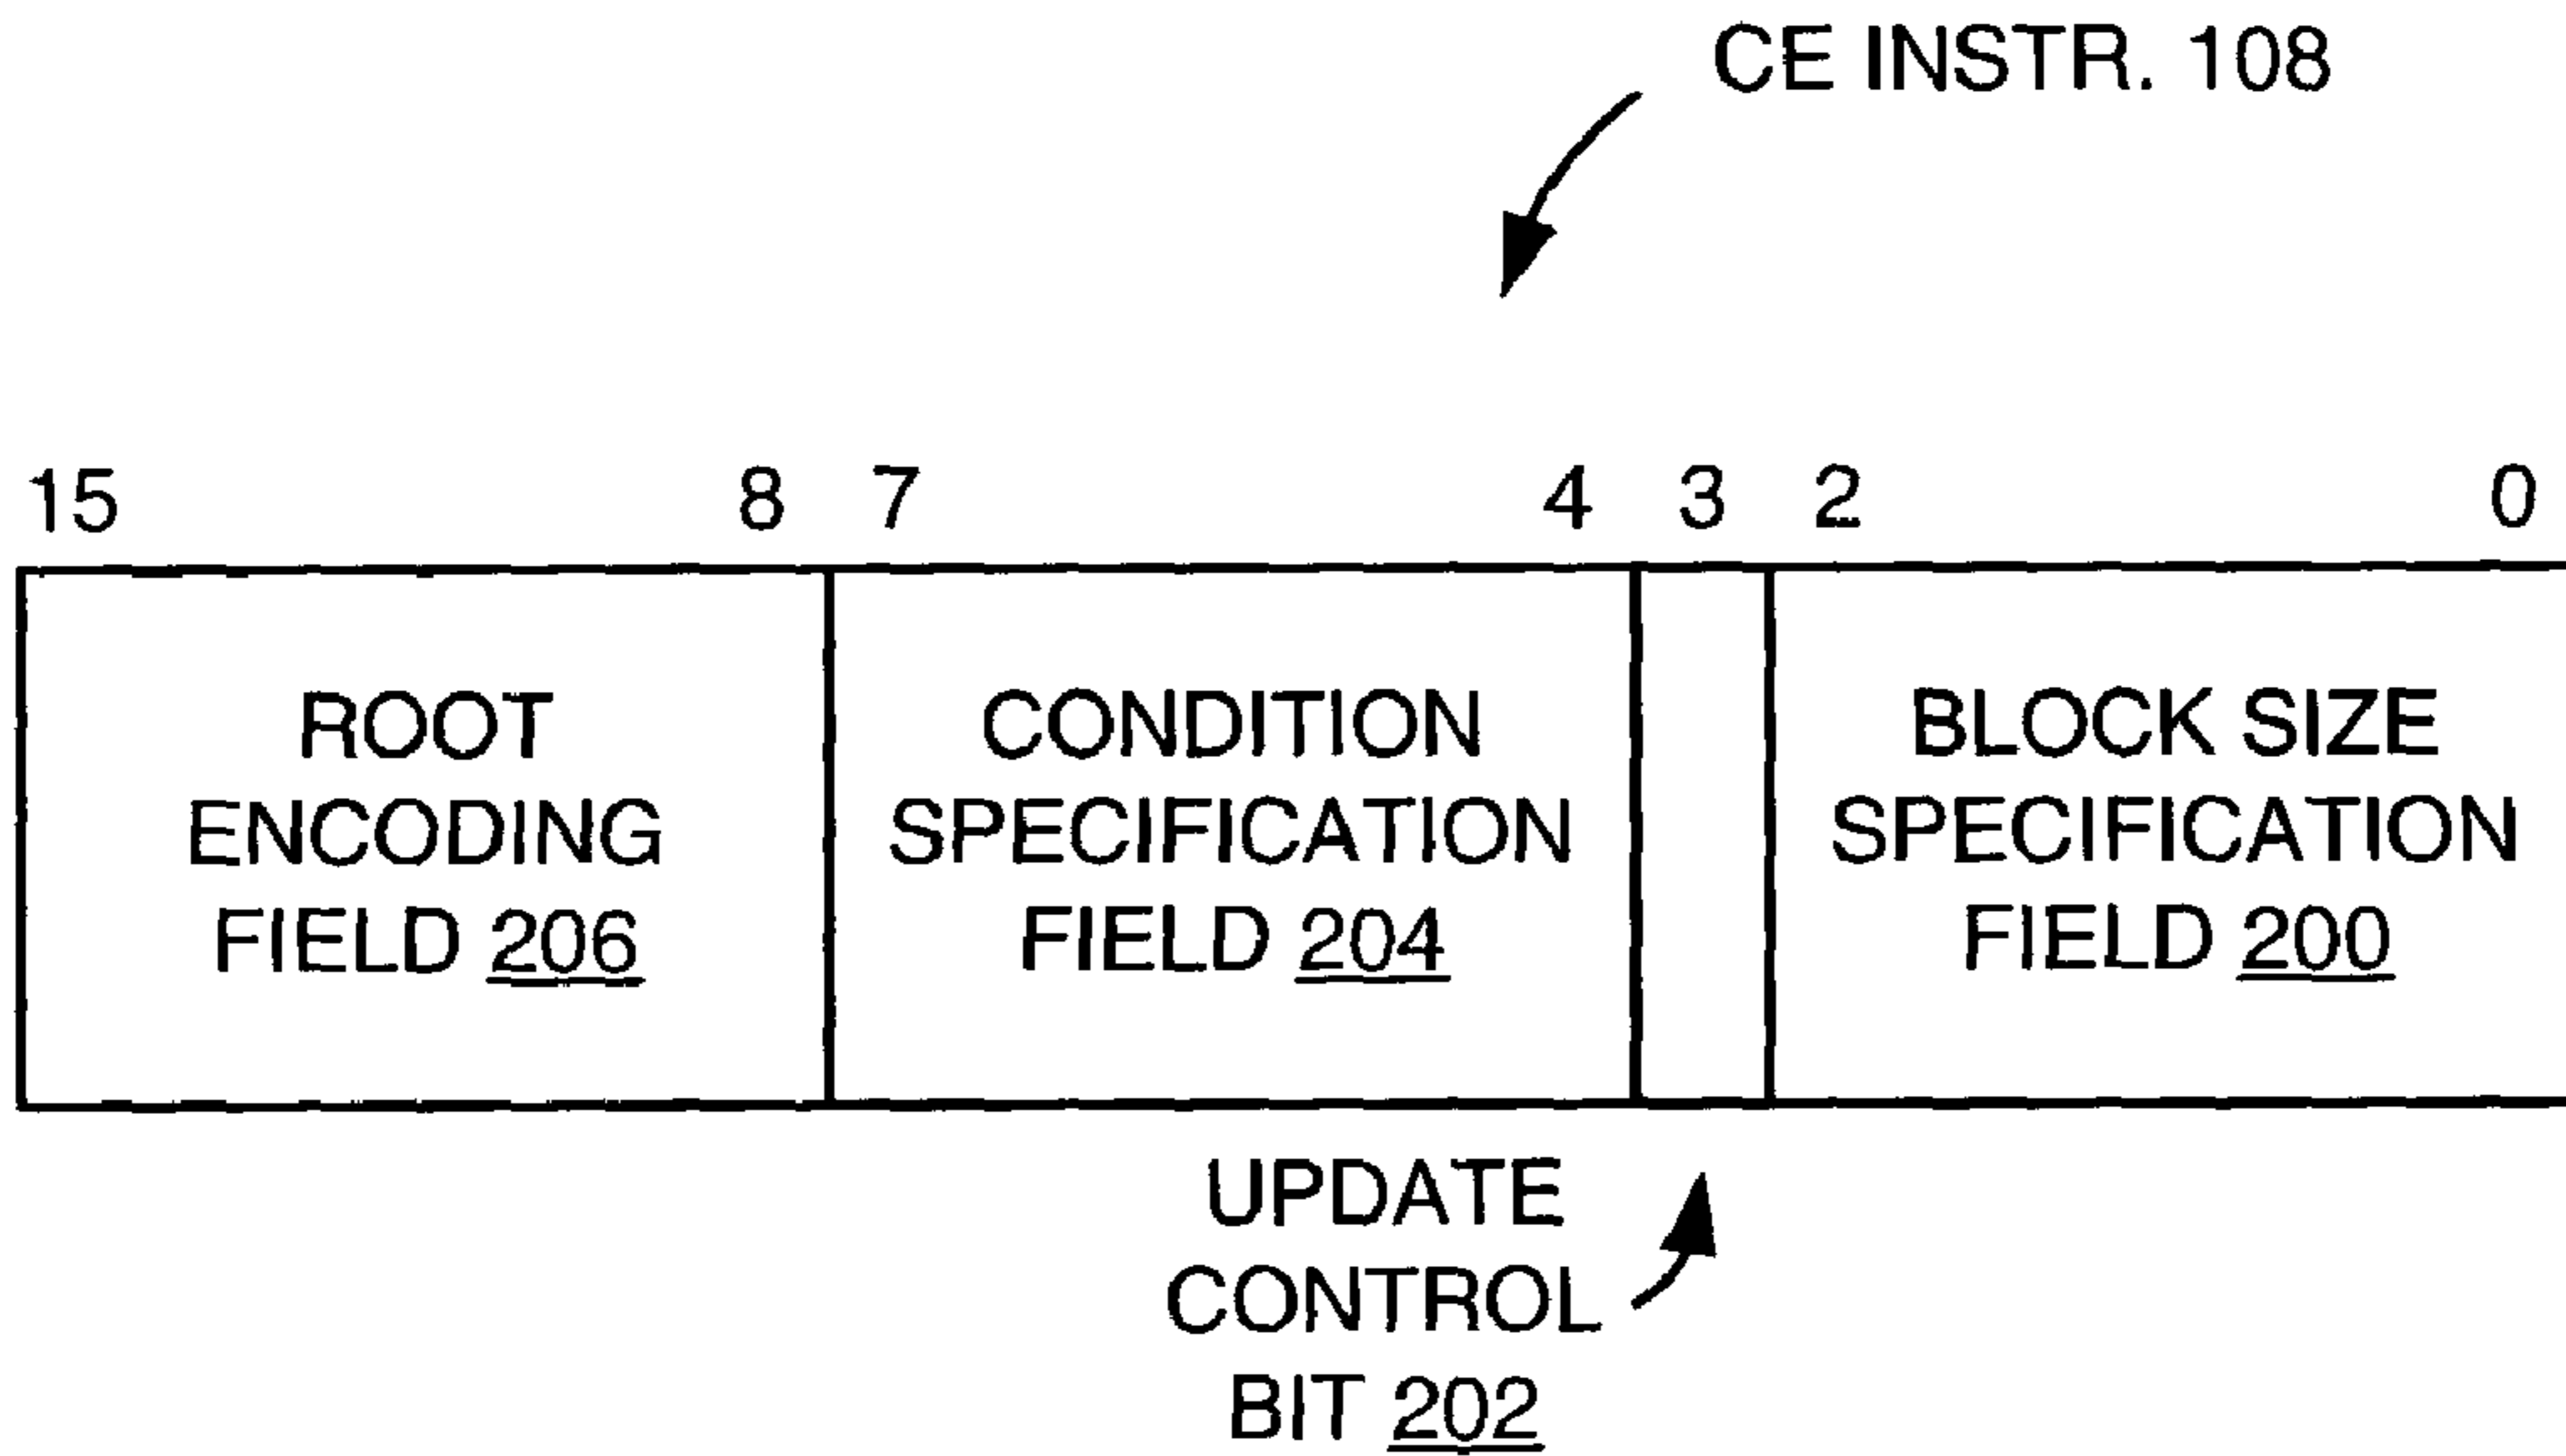 CE INSTR. 108
15 8 7 4 3 2 0
ROOT
ENCODING
FIELD 206
CONDITION
SPECIFICATION
FIELD 204
BLOCK SIZE
SPECIFICATION
FIELD 200
UPDATE
CONTROL
BIT 202